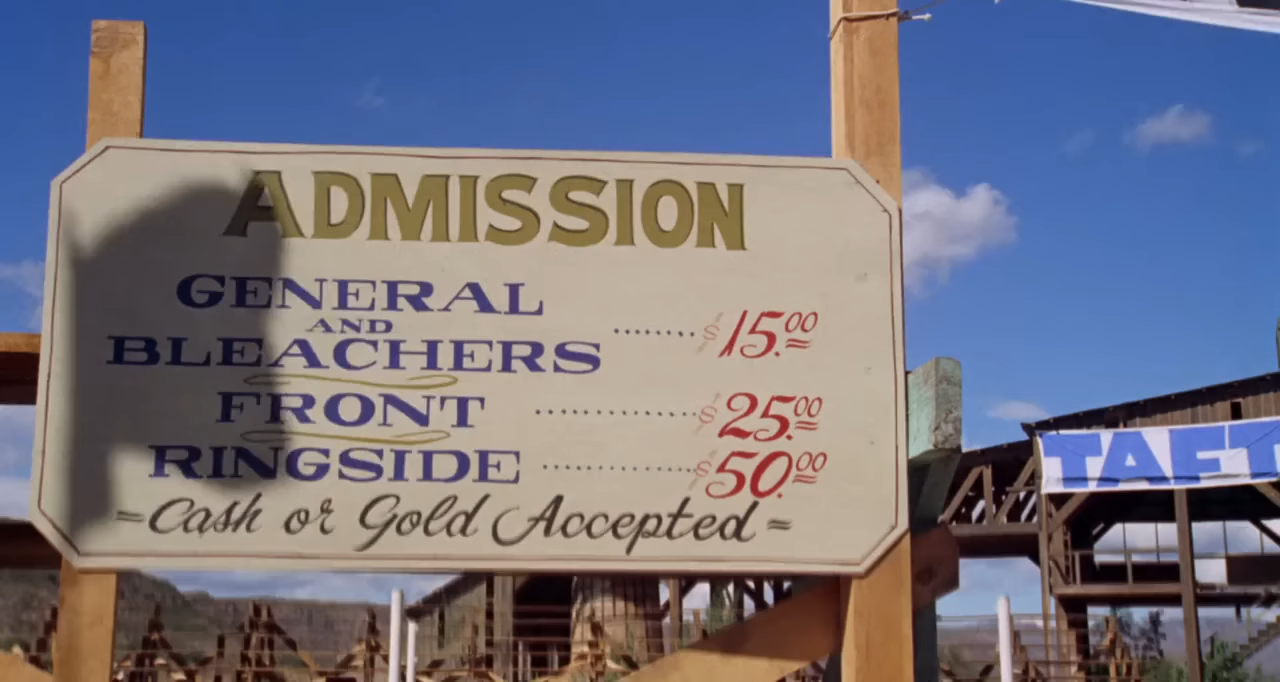 ADMISSION
GENERAL
AND
BLEACHERS ....... $15.00
FRONT ................ $25.00
RINGSIDE ............... $50.00
=Cash or Gold Accepted=
TAFT